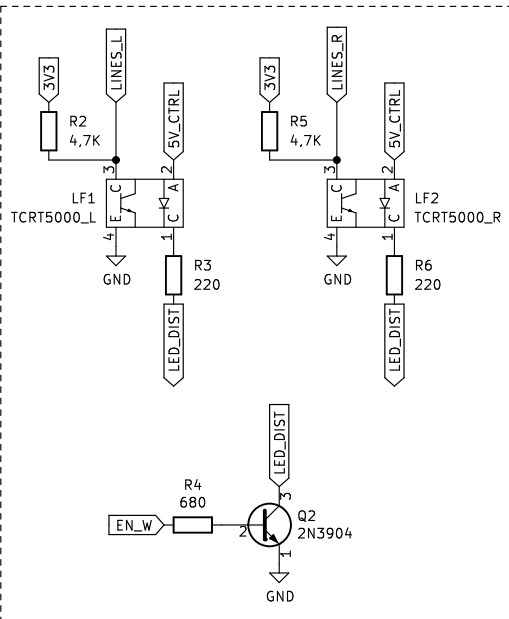 3V3
LINES_L
R2
4,7K
5V_CTRL
3
2
C
A
E
C
LF1
TCRT5000_L
4
1
GND
R3
220
LED_DIST
3V3
LINES_R
R5
4,7K
5V_CTRL
3
2
C
A
E
C
LF2
TCRT5000_R
4
1
GND
R6
220
LED_DIST
LED_DIST
R4
680
3
EN_W
2
Q2
2N3904
1
GND